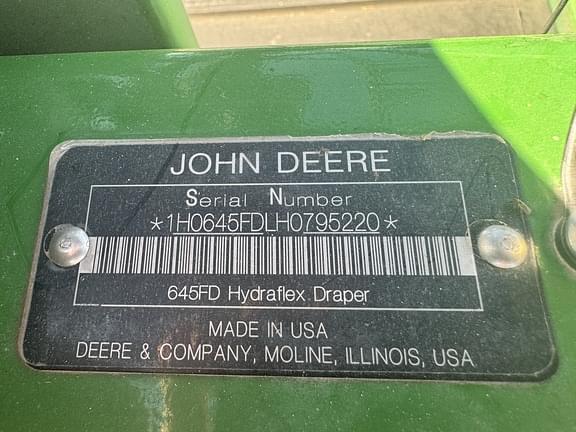 JOHN DEERE
Serial Number
*1H0645FDLH0795220*
645FD Hydraflex Draper
MADE IN USA
DEERE & COMPANY, MOLINE, ILLINOIS, USA